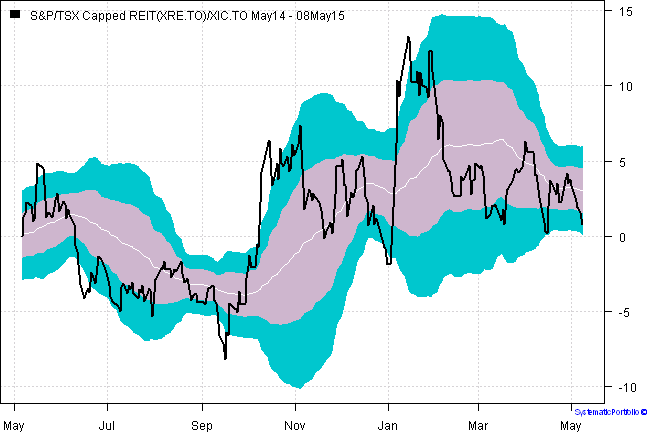 S&P/TSX Capped REIT(XRE.TO)/XIC.TO May14 - 08May15
15
10
5
0
-5
-10
SystematicPortfolio ©
May Jul Sep Nov Jan Mar May